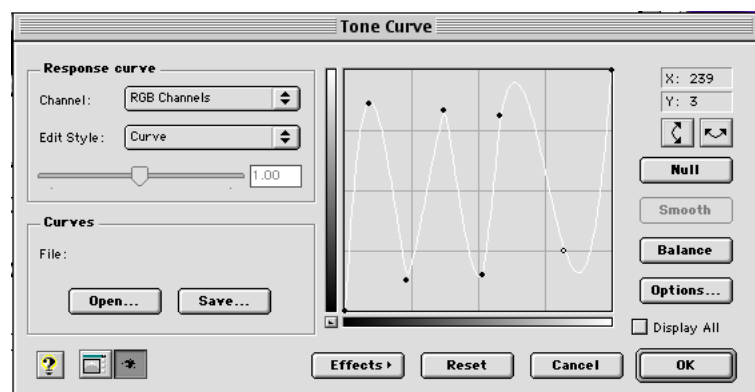 Tone Curve
Response curve
Channel: RGB Channels
Edit Style: Curve
1.00
Curves
File:
Open... Save...
X: 239
Y: 3
Null
Smooth
Balance
Options...
Display All
?
Effects Reset Cancel OK